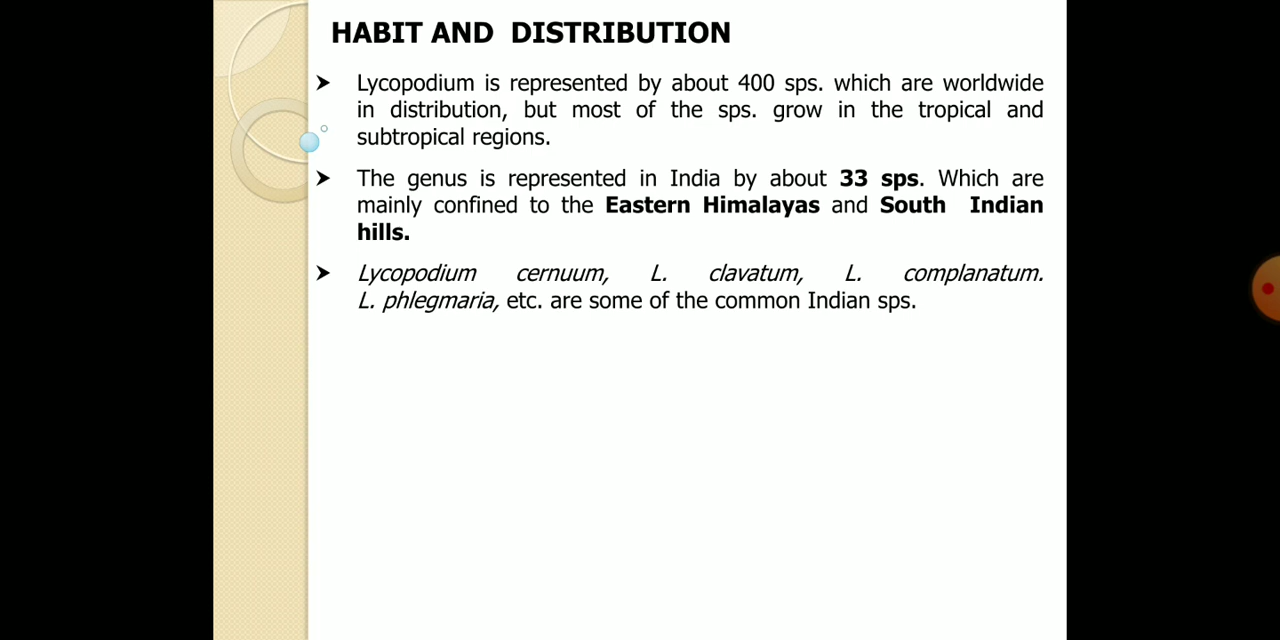 HABIT AND DISTRIBUTION
➤ Lycopodium is represented by about 400 sps. which are worldwide
in distribution, but most of the sps. grow in the tropical and
subtropical regions.
➤ The genus is represented in India by about 33 sps. Which are
mainly confined to the Eastern Himalayas and South Indian
hills.
➤ Lycopodium cernuum, L. clavatum, L. complanatum.
L. phlegmaria, etc. are some of the common Indian sps.